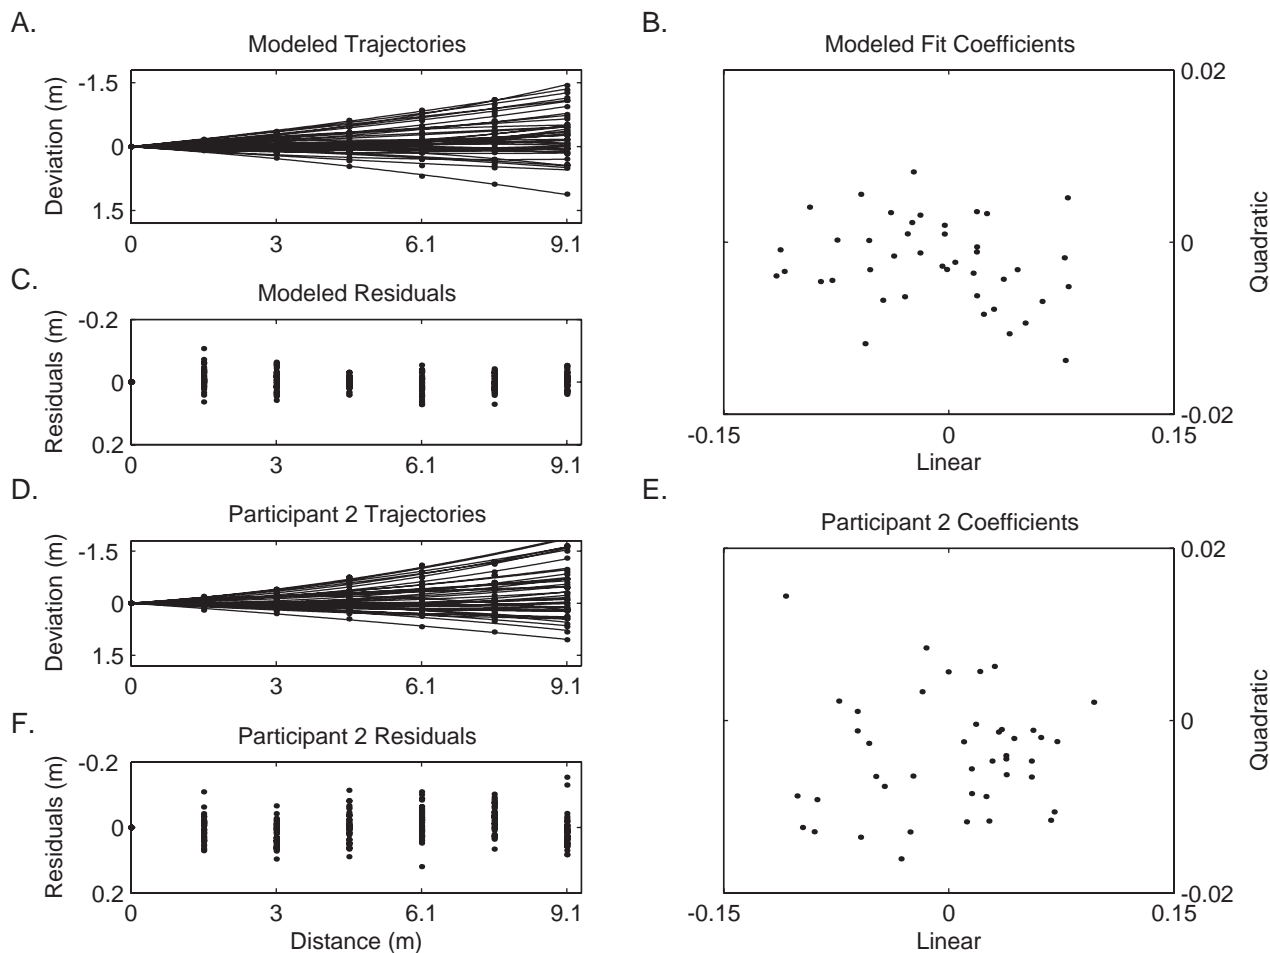 A.
Modeled Trajectories
Deviation (m)
-1.5
0
1.5
0 3 6.1 9.1
B.
Modeled Fit Coefficients
0.02
0
-0.02
Quadratic
-0.15 0 0.15
Linear
C.
Modeled Residuals
Residuals (m)
-0.2
0
0.2
0 3 6.1 9.1
D.
Participant 2 Trajectories
Deviation (m)
-1.5
0
1.5
0 3 6.1 9.1
E.
Participant 2 Coefficients
0.02
0
-0.02
Quadratic
-0.15 0 0.15
Linear
F.
Participant 2 Residuals
Residuals (m)
-0.2
0
0.2
0 3 6.1 9.1
Distance (m)